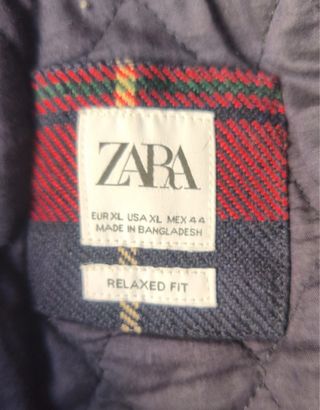 ZARA
EUR XL USA XL MEX 44
MADE IN BANGLADESH
RELAXED FIT